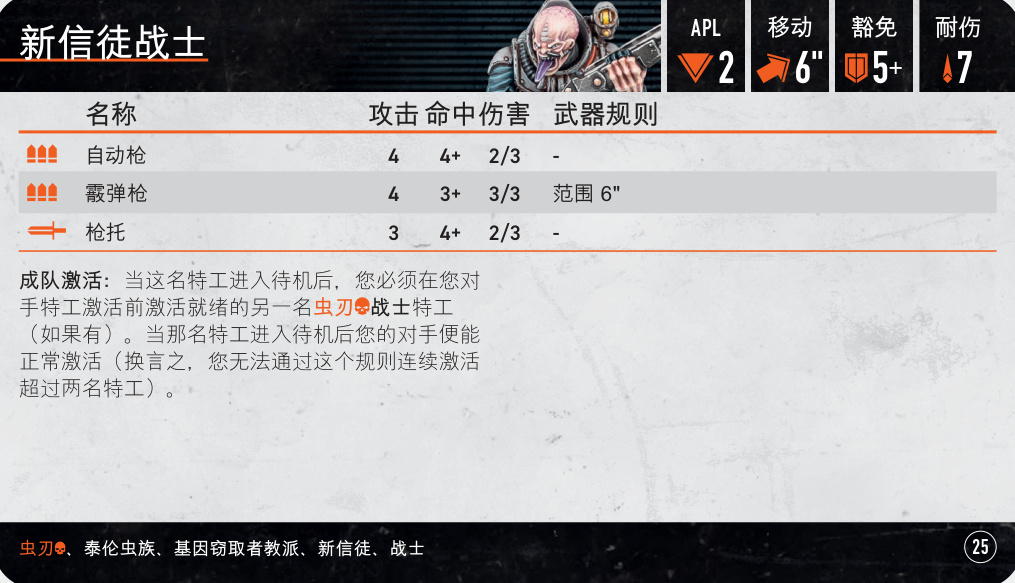 新信徒战士
APL 移动 豁免 耐伤
2 6" 5+ 7
名称 攻击 命中 伤害 武器规则
自动枪 4 4+ 2/3 -
霰弹枪 4 3+ 3/3 范围 6"
枪托 3 4+ 2/3 -
成队激活：当这名特工进入待机后，您必须在您对
手特工激活前激活就绪的另一名虫刃战士特工
（如果有）。当那名特工进入待机后您的对手便能
正常激活（换言之，您无法通过这个规则连续激活
超过两名特工）。
虫刃、泰伦虫族、基因窃取者教派、新信徒、战士
25